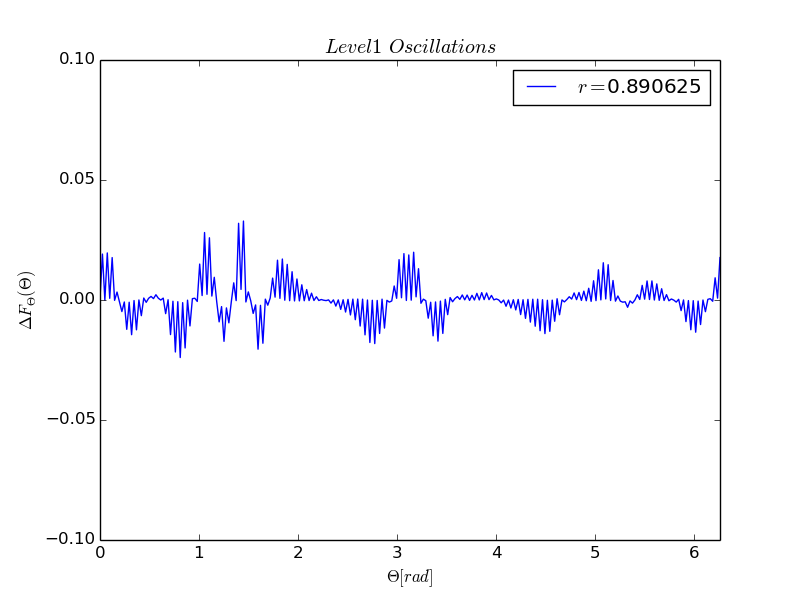 Level1 Oscillations
r=0.890625
0.10
0.05
0.00
−0.05
−0.10
ΔF_Θ(Θ)
0 1 2 3 4 5 6
Θ[rad]